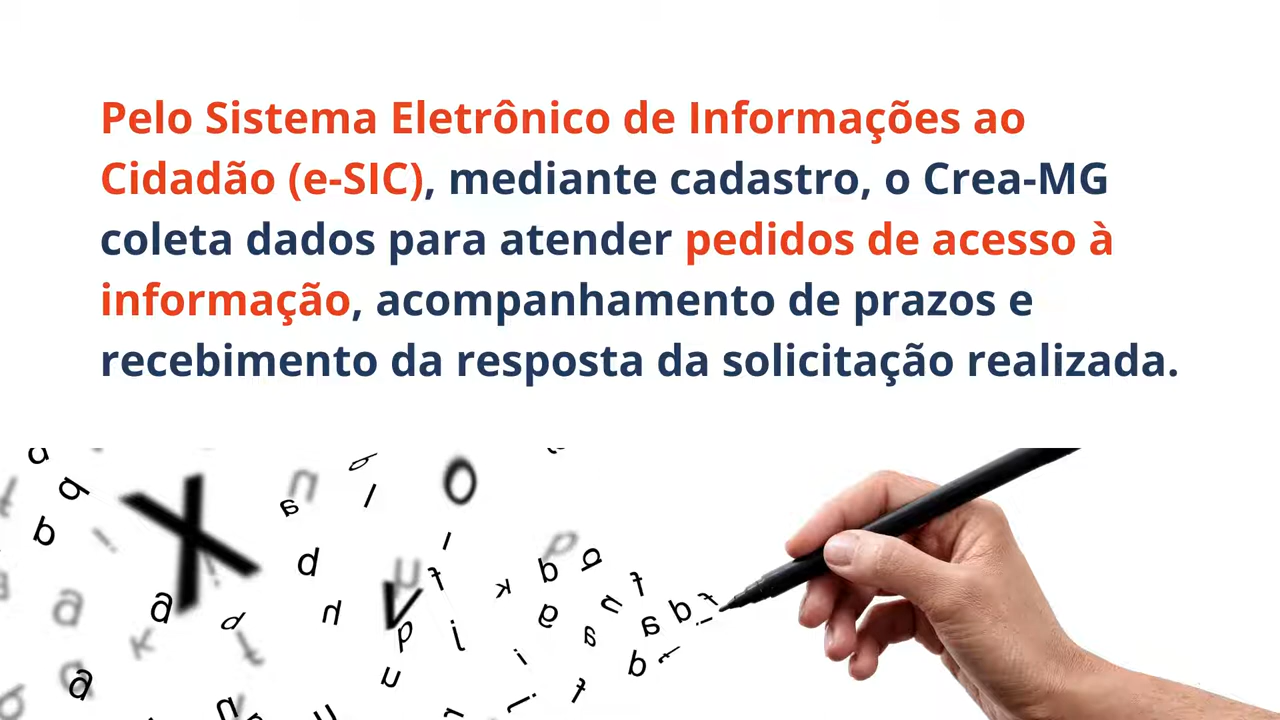 Pelo Sistema Eletrônico de Informações ao
Cidadão (e-SIC), mediante cadastro, o Crea-MG
coleta dados para atender pedidos de acesso à
informação, acompanhamento de prazos e
recebimento da resposta da solicitação realizada.